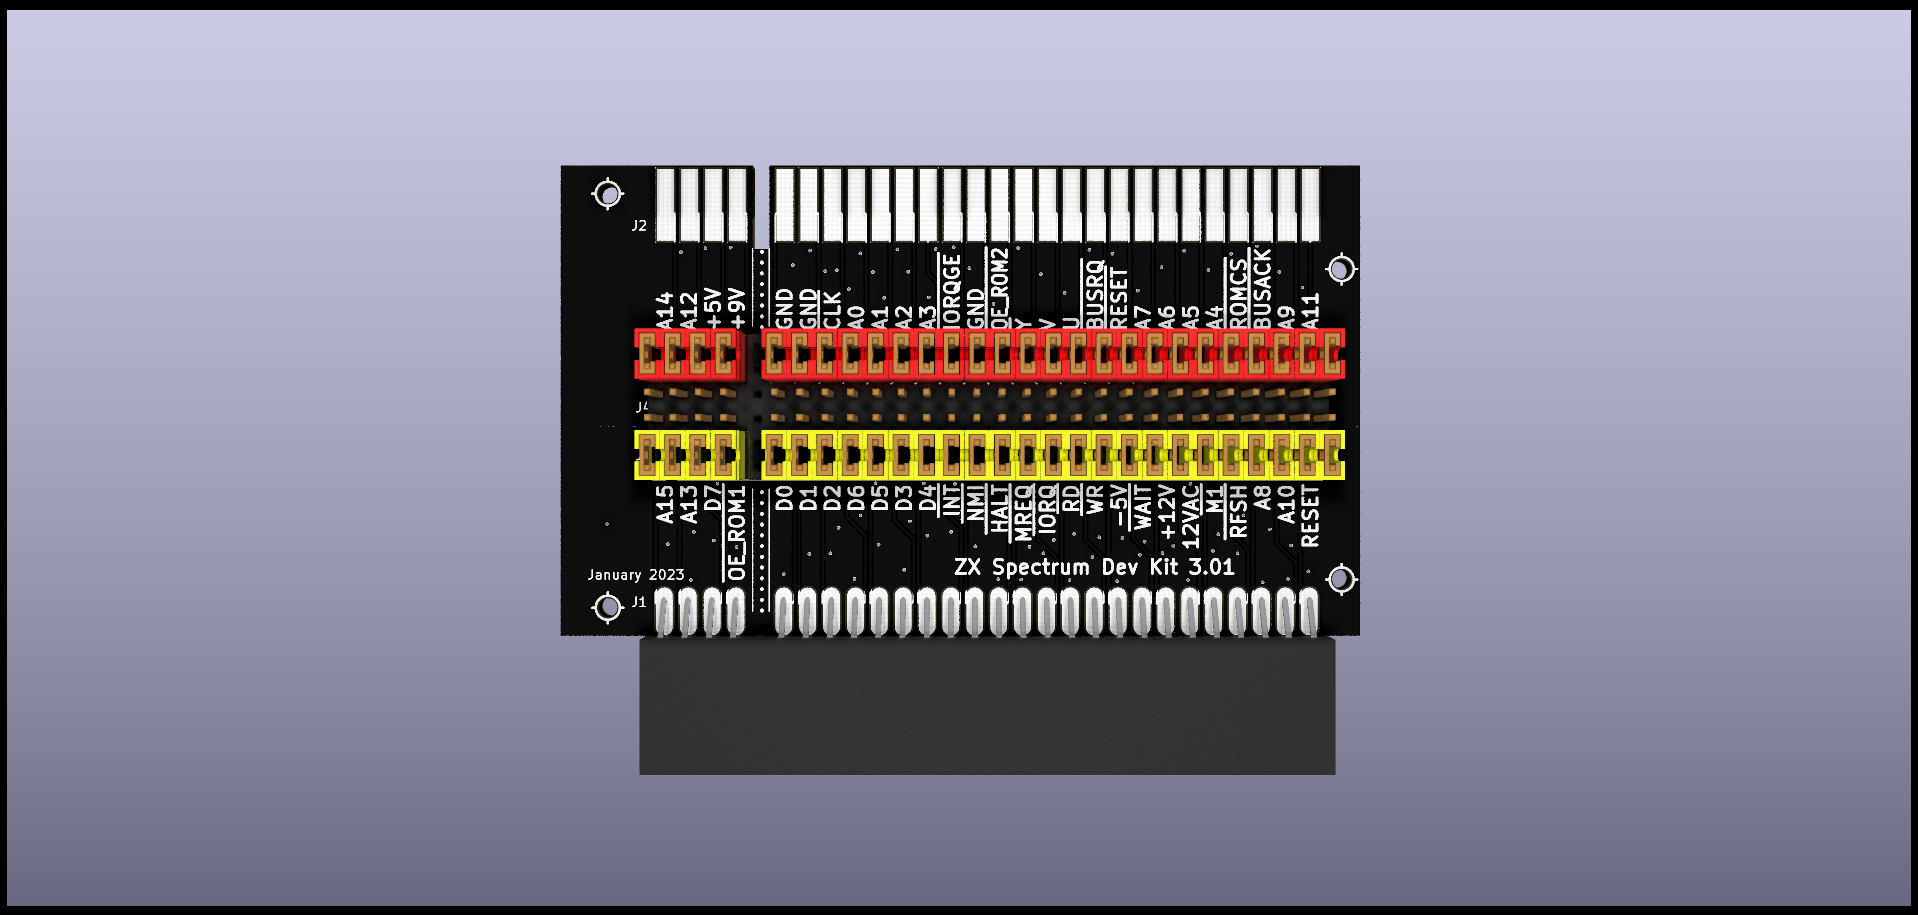 J2
A14 A12 +5V +9V GND GND CLK A0 A1 A2 A3 IORQGE GND OE_ROM2 Y V U BUSRQ RESET A7 A6 A5 A4 ROMCS BUSACK A9 A11
J4
A15 A13 D7 OE_ROM1 D0 D1 D2 D6 D5 D3 D4 INT NMI HALT MREQ IORQ RD WR -5V WAIT +12V 12VAC M1 RFSH A8 A10 RESET
ZX Spectrum Dev Kit 3.01
January 2023
J1